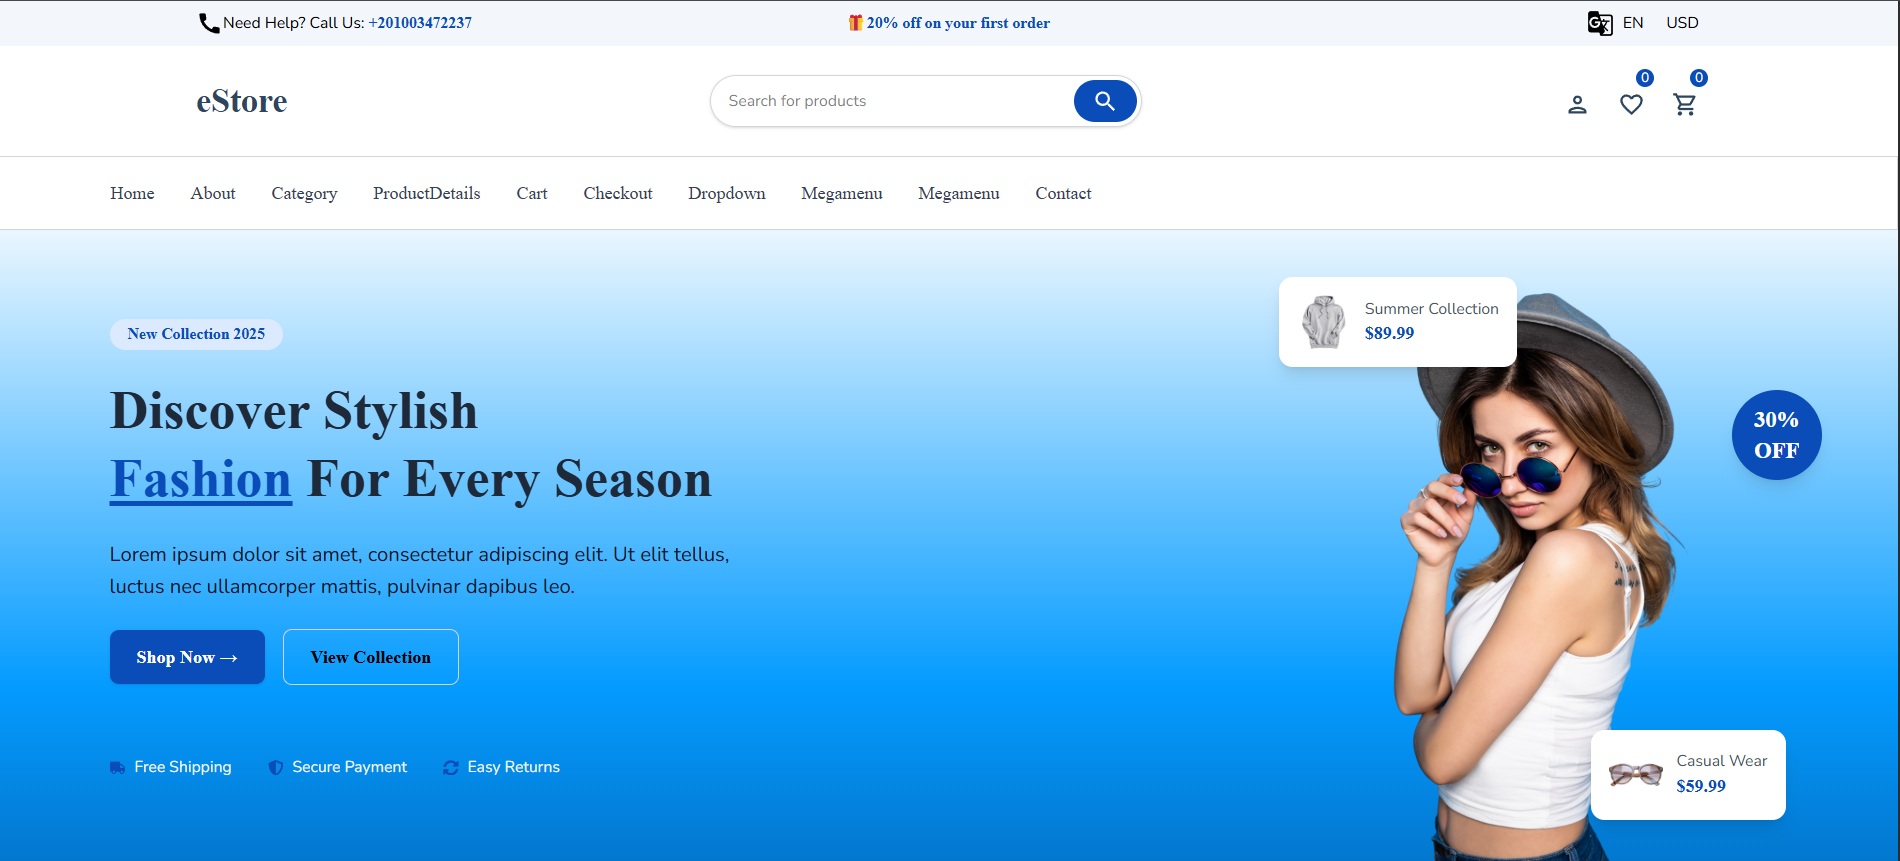 Need Help? Call Us: +201003472237
20% off on your first order
EN USD
eStore
Search for products
0 0
Home About Category ProductDetails Cart Checkout Dropdown Megamenu Megamenu Contact
New Collection 2025
Discover Stylish
Fashion For Every Season
Lorem ipsum dolor sit amet, consectetur adipiscing elit. Ut elit tellus,
luctus nec ullamcorper mattis, pulvinar dapibus leo.
Shop Now →
View Collection
Free Shipping Secure Payment Easy Returns
Summer Collection
$89.99
30%
OFF
Casual Wear
$59.99